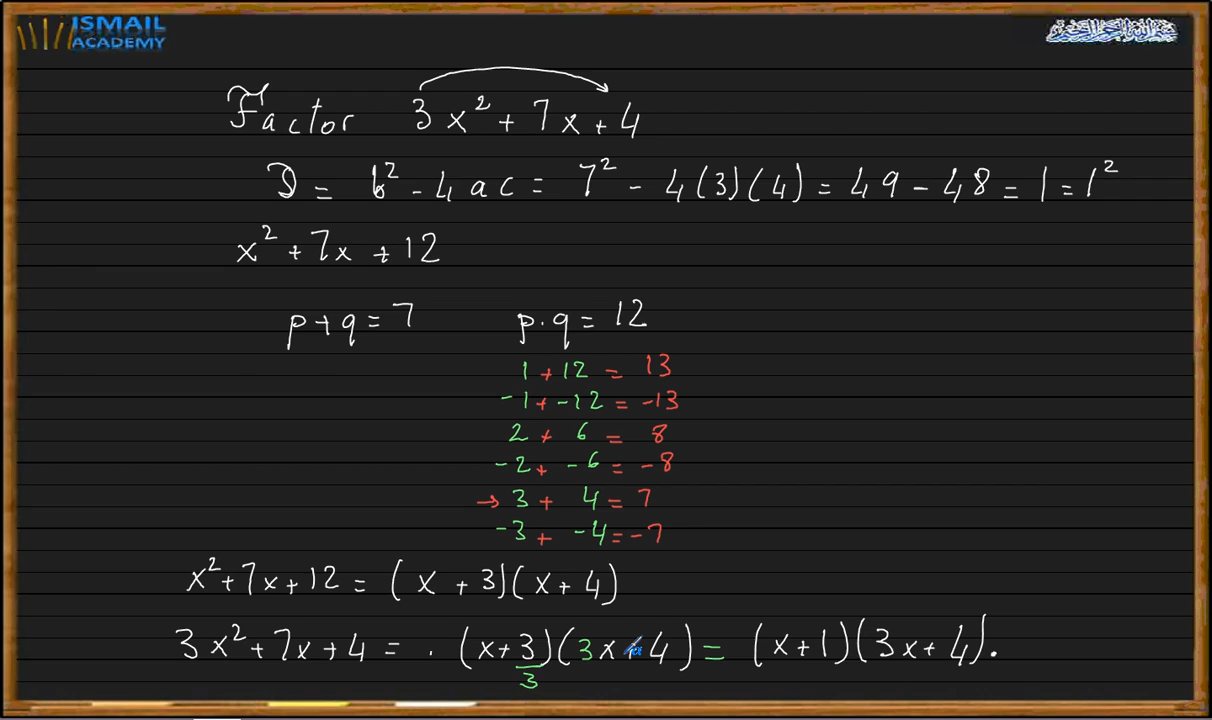 ISMAIL
ACADEMY
Factor 3x² + 7x + 4
D = b² - 4ac = 7² - 4(3)(4) = 49 - 48 = 1 = 1²
x² + 7x + 12
p + q = 7 p · q = 12
1 + 12 = 13
-1 + -12 = -13
2 + 6 = 8
-2 + -6 = -8
→ 3 + 4 = 7
-3 + -4 = -7
x² + 7x + 12 = (x + 3)(x + 4)
3x² + 7x + 4 = . (x + 3/3)(3x + 4) = (x + 1)(3x + 4).